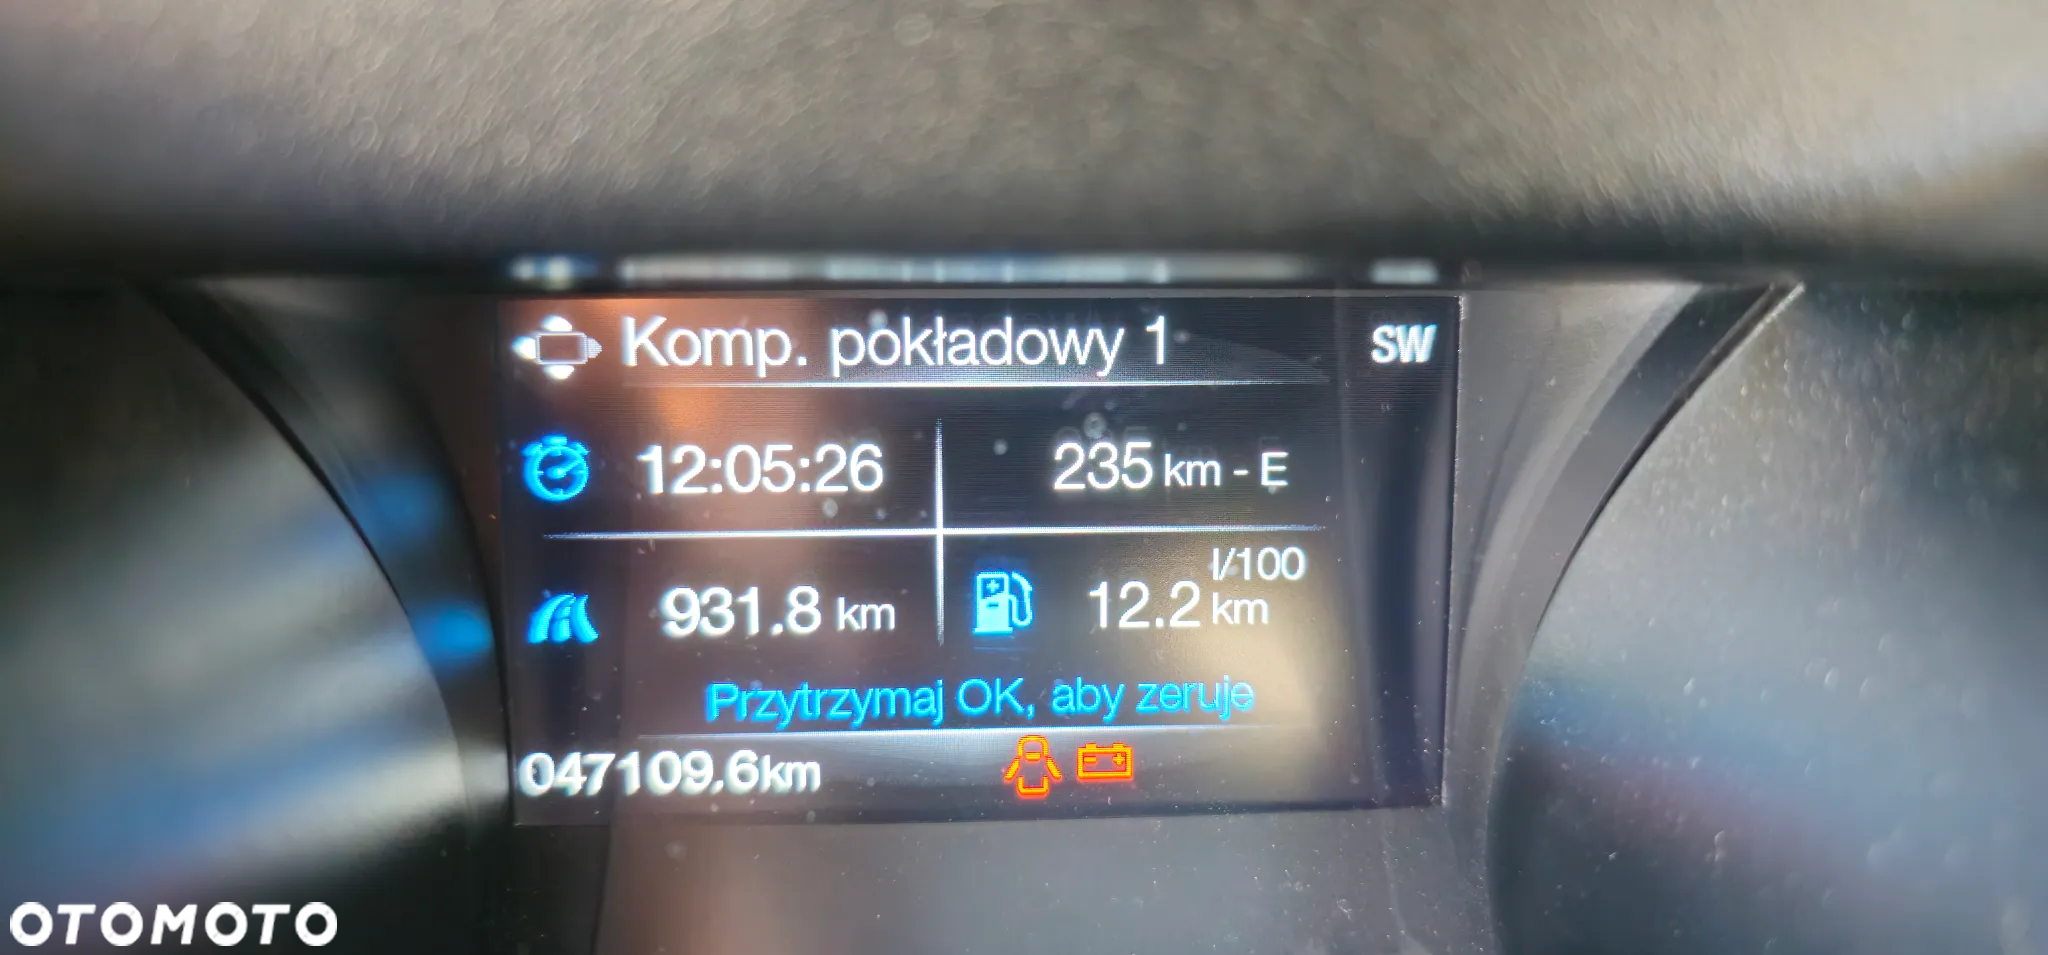 Komp. pokładowy 1 SW
12:05:26 235 km - E
931.8 km 12.2 l/100 km
Przytrzymaj OK, aby zeruje
047109.6km
OTOMOTO